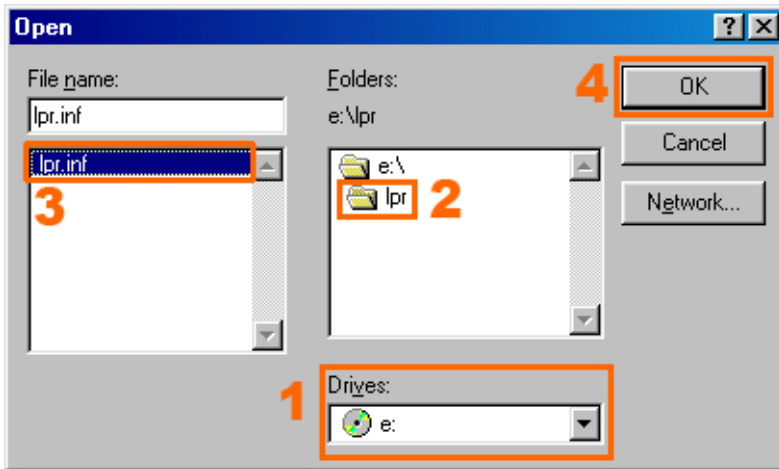 Open
File name:
lpr.inf
lpr.inf
3
Folders:
e:\lpr
e:\
lpr
2
Drives:
1
e:
4
OK
Cancel
Network...